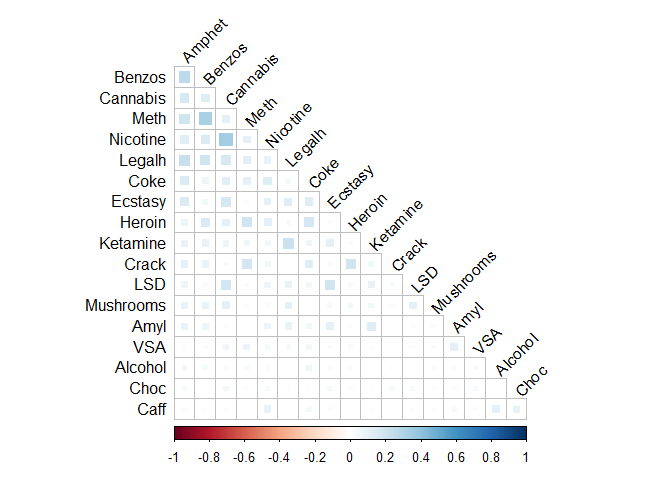 Amphet
Benzos
Benzos
Cannabis
Cannabis
Meth
Meth
Nicotine
Nicotine
Legalh
Legalh
Coke
Coke
Ecstasy
Ecstasy
Heroin
Heroin
Ketamine
Ketamine
Crack
Crack
LSD
LSD
Mushrooms
Mushrooms
Amyl
Amyl
VSA
VSA
Alcohol
Alcohol
Choc
Choc
Caff
-1 -0.8 -0.6 -0.4 -0.2 0 0.2 0.4 0.6 0.8 1